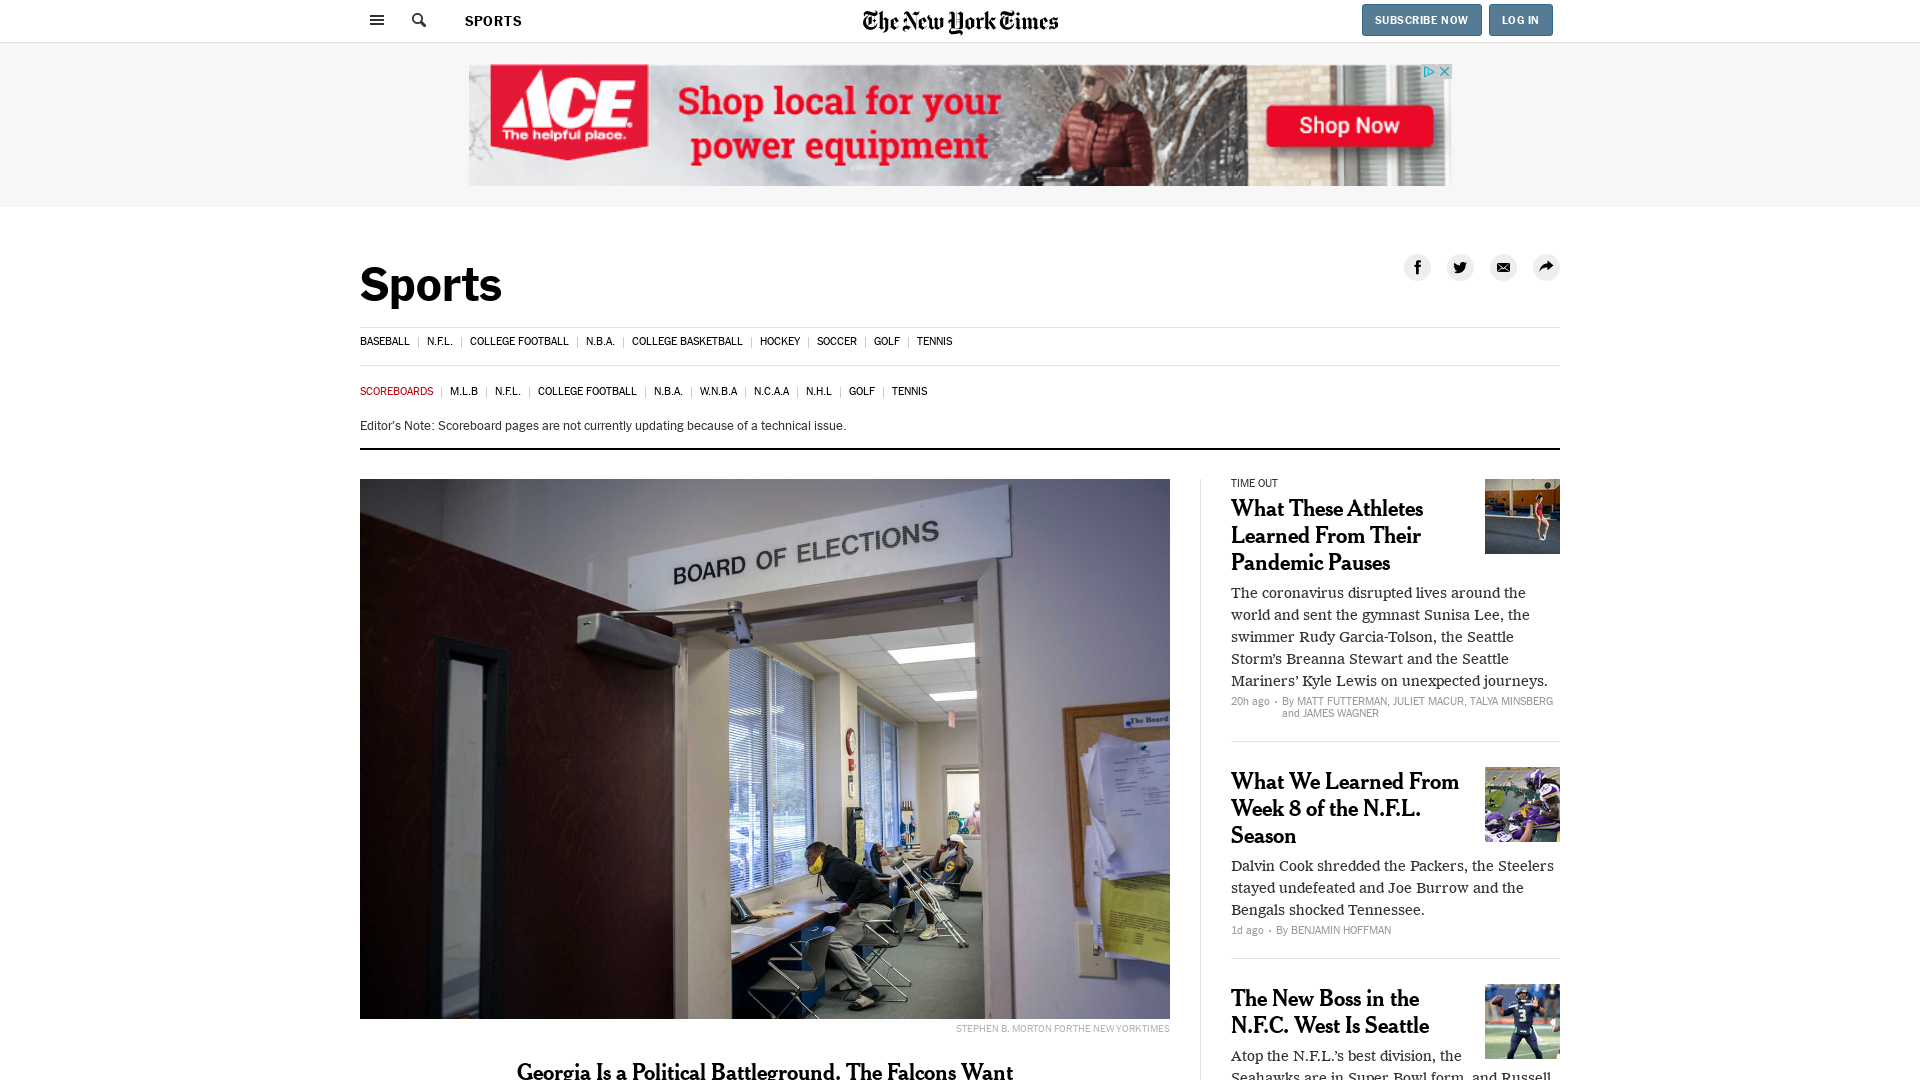 SPORTS
The New York Times
SUBSCRIBE NOW
LOG IN
ACE
The helpful place.
Shop local for your
power equipment
Shop Now
Sports
BASEBALL
N.F.L.
COLLEGE FOOTBALL
N.B.A.
COLLEGE BASKETBALL
HOCKEY
SOCCER
GOLF
TENNIS
SCOREBOARDS
M.L.B
N.F.L.
COLLEGE FOOTBALL
N.B.A.
W.N.B.A
N.C.A.A
N.H.L
GOLF
TENNIS
Editor's Note: Scoreboard pages are not currently updating because of a technical issue.
BOARD OF ELECTIONS
The Board
STEPHEN B. MORTON FOR THE NEW YORK TIMES
Georgia Is a Political Battleground. The Falcons Want
TIME OUT
What These Athletes
Learned From Their
Pandemic Pauses
The coronavirus disrupted lives around the
world and sent the gymnast Sunisa Lee, the
swimmer Rudy Garcia-Tolson, the Seattle
Storm’s Breanna Stewart and the Seattle
Mariners’ Kyle Lewis on unexpected journeys.
20h ago • By MATT FUTTERMAN, JULIET MACUR, TALYA MINSBERG
and JAMES WAGNER
What We Learned From
Week 8 of the N.F.L.
Season
Dalvin Cook shredded the Packers, the Steelers
stayed undefeated and Joe Burrow and the
Bengals shocked Tennessee.
1d ago • By BENJAMIN HOFFMAN
The New Boss in the
N.F.C. West Is Seattle
Atop the N.F.L.’s best division, the
Seahawks are in Super Bowl form, and Russell